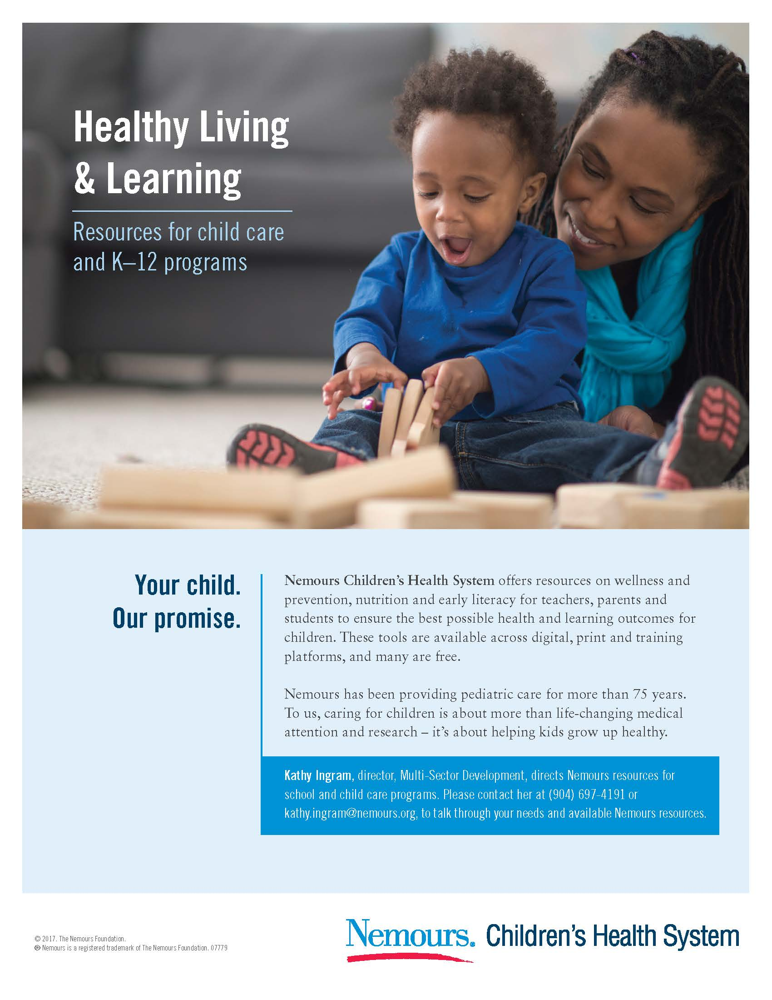 Healthy Living
& Learning
Resources for child care
and K–12 programs
Your child.
Our promise.
Nemours Children’s Health System offers resources on wellness and
prevention, nutrition and early literacy for teachers, parents and
students to ensure the best possible health and learning outcomes for
children. These tools are available across digital, print and training
platforms, and many are free.
Nemours has been providing pediatric care for more than 75 years.
To us, caring for children is about more than life-changing medical
attention and research – it’s about helping kids grow up healthy.
Kathy Ingram, director, Multi-Sector Development, directs Nemours resources for
school and child care programs. Please contact her at (904) 697-4191 or
kathy.ingram@nemours.org, to talk through your needs and available Nemours resources.
© 2017. The Nemours Foundation.
® Nemours is a registered trademark of The Nemours Foundation. 07779
Nemours® Children’s Health System